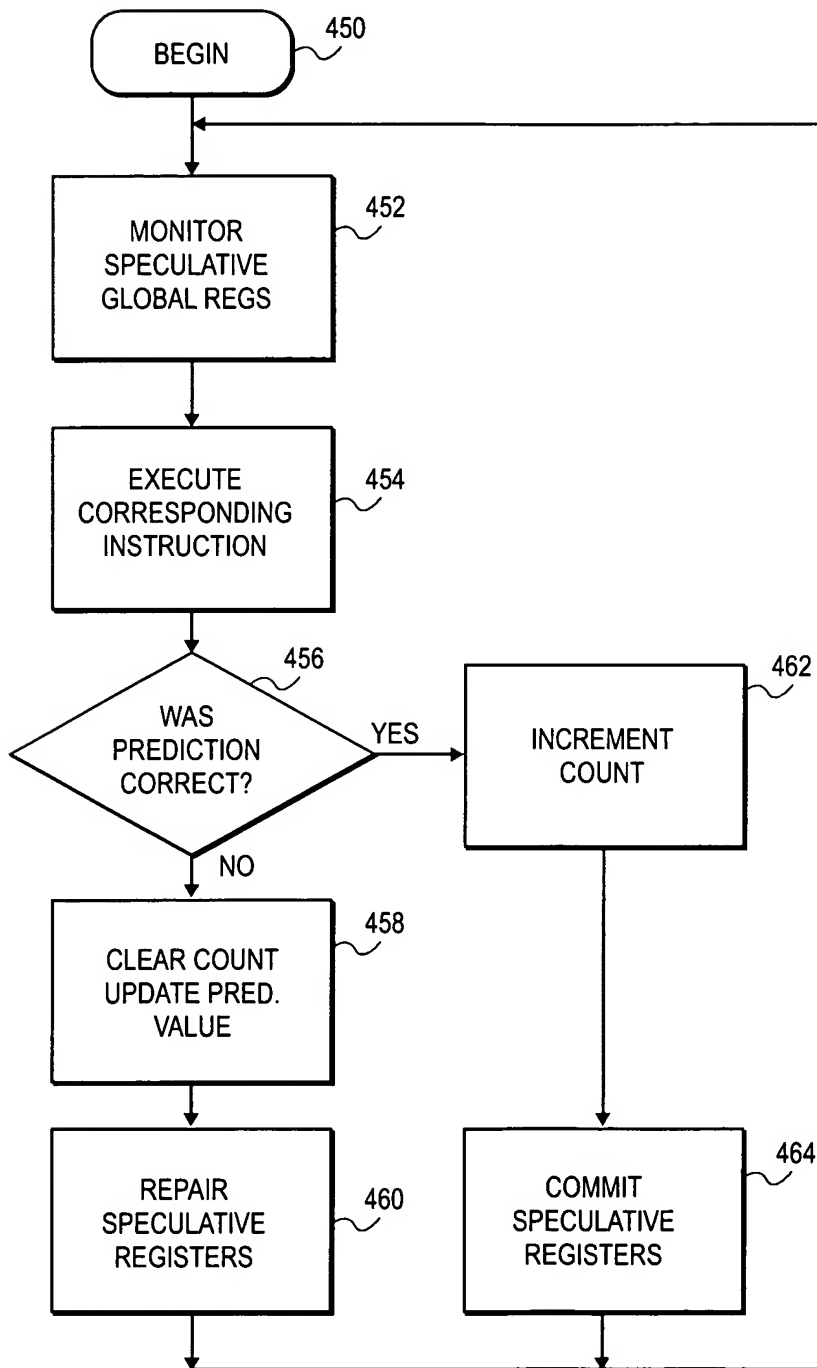 BEGIN
450
MONITOR
SPECULATIVE
GLOBAL REGS
452
EXECUTE
CORRESPONDING
INSTRUCTION
454
WAS
PREDICTION
CORRECT?
456
YES
NO
INCREMENT
COUNT
462
CLEAR COUNT
UPDATE PRED.
VALUE
458
REPAIR
SPECULATIVE
REGISTERS
460
COMMIT
SPECULATIVE
REGISTERS
464